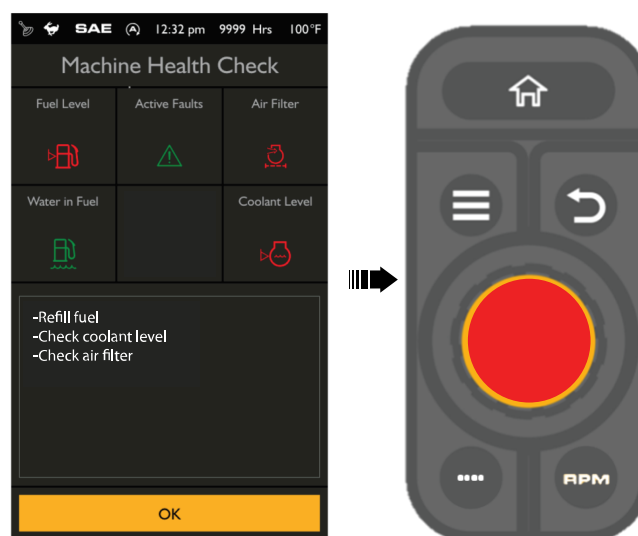 SAE A 12:32 pm 9999 Hrs 100°F
Machine Health Check
Fuel Level Active Faults Air Filter
Water in Fuel Coolant Level
-Refill fuel
-Check coolant level
-Check air filter
OK
RPM